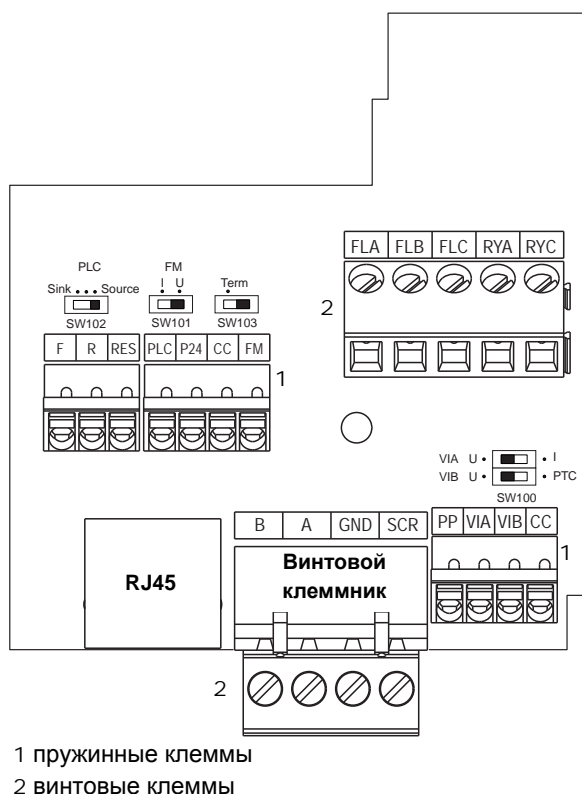 FLA FLB FLC RYA RYC
2
PLC FM
Sink Source I U Term
SW102 SW101 SW103
F R RES PLC P24 CC FM
1
VIA U I
VIB U PTC
SW100
B A GND SCR PP VIA VIB CC
RJ45
Винтовой
клеммник
1
2
1 пружинные клеммы
2 винтовые клеммы